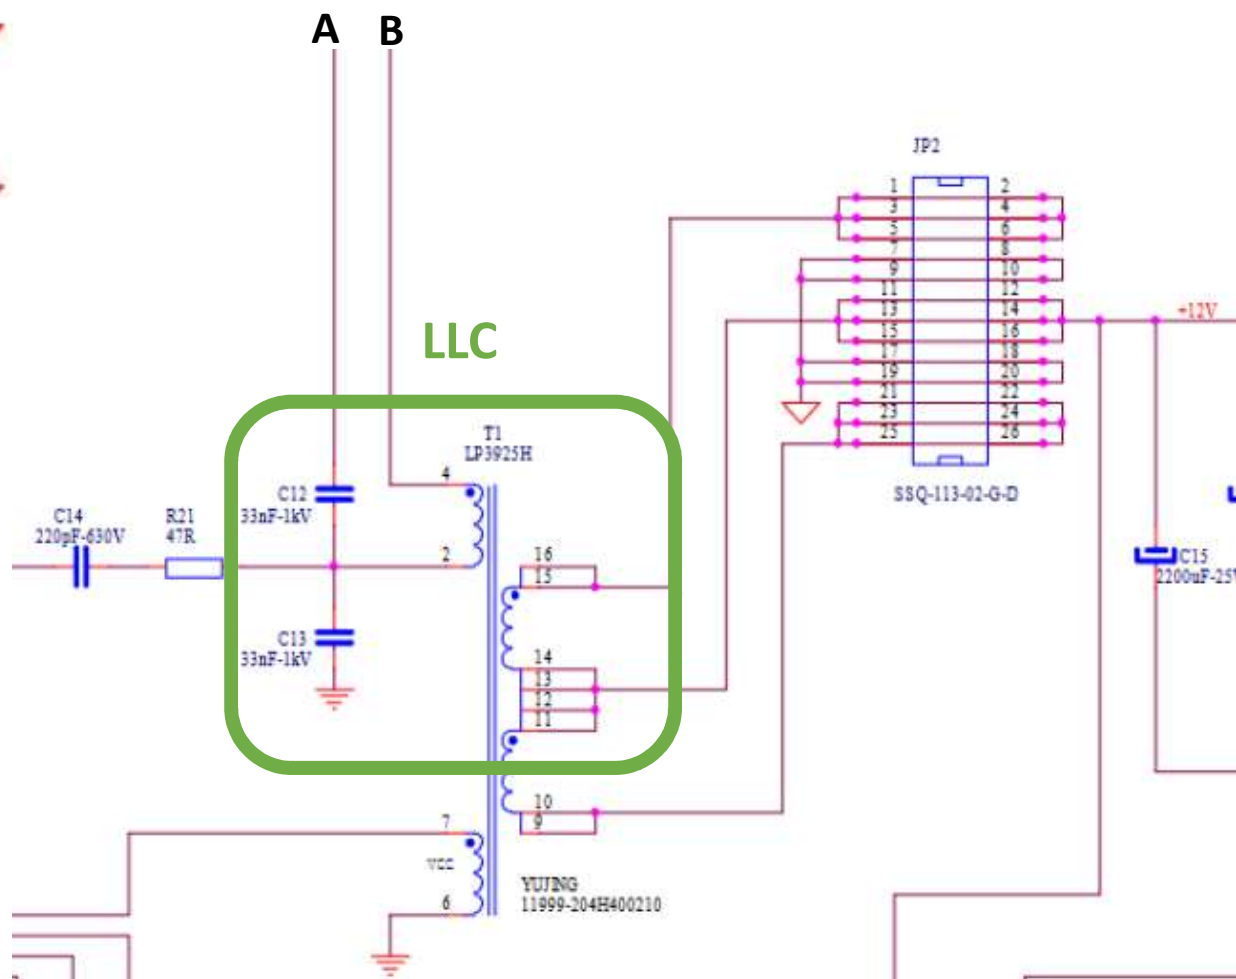 A B
JP2
1 2
3 4
5 6
7 8
9 10
11 12
13 14
15 16
17 18
19 20
21 22
23 24
25 26
+12V
SSQ-113-02-G-D
LLC
T1
LP3925H
4
C12
33nF-1kV
C14
220pF-630V
R21
47R
2
16
15
C15
2200uF-25V
C13
33nF-1kV
14
13
12
11
10
9
7
VCC
6
YUJING
11999-204H400210